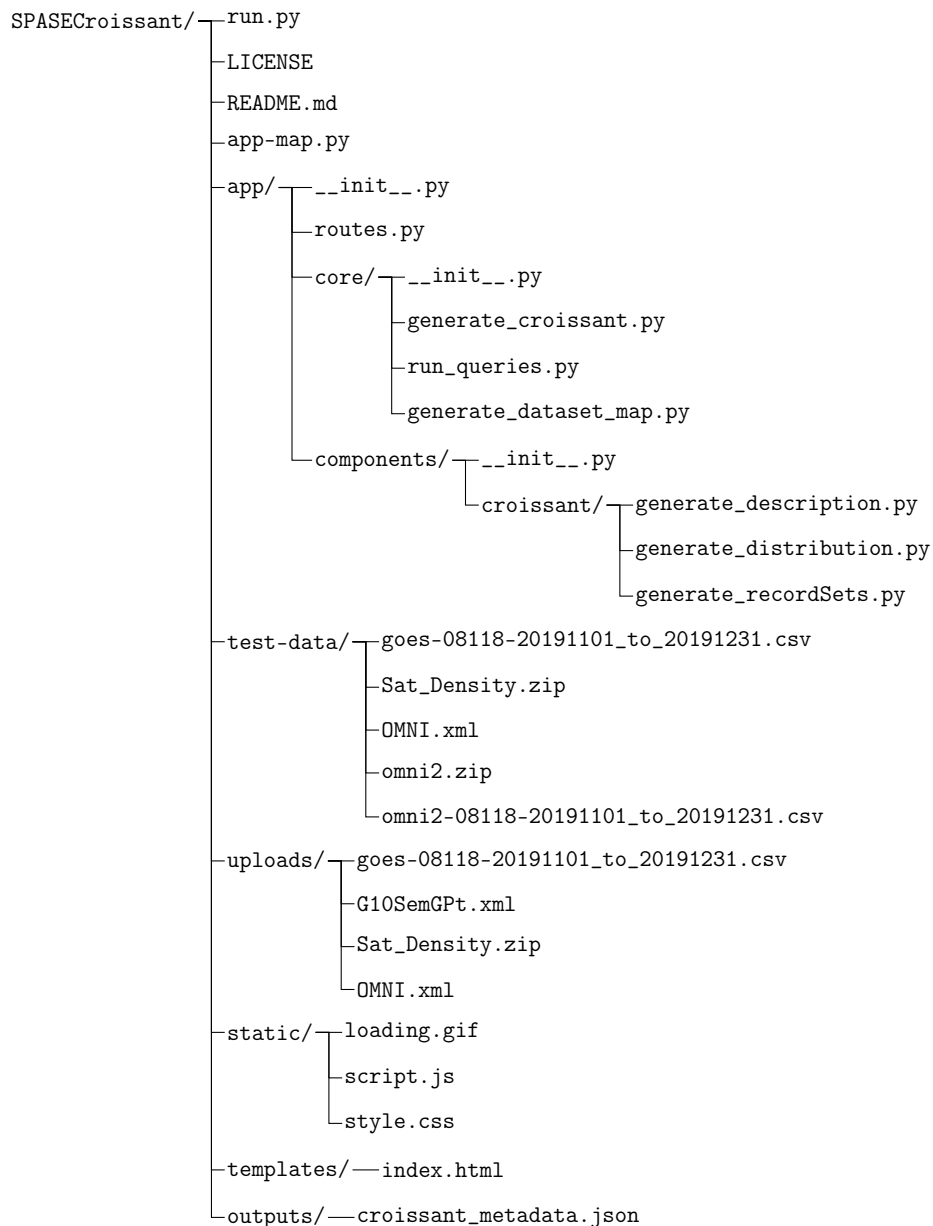 SPASECroissant/ run.py
LICENSE
README.md
app-map.py
app/ __init__.py
routes.py
core/ __init__.py
generate_croissant.py
run_queries.py
generate_dataset_map.py
components/ __init__.py
croissant/ generate_description.py
generate_distribution.py
generate_recordSets.py
test-data/ goes-08118-20191101_to_20191231.csv
Sat_Density.zip
OMNI.xml
omni2.zip
omni2-08118-20191101_to_20191231.csv
uploads/ goes-08118-20191101_to_20191231.csv
G10SemGPt.xml
Sat_Density.zip
OMNI.xml
static/ loading.gif
script.js
style.css
templates/ index.html
outputs/ croissant_metadata.json